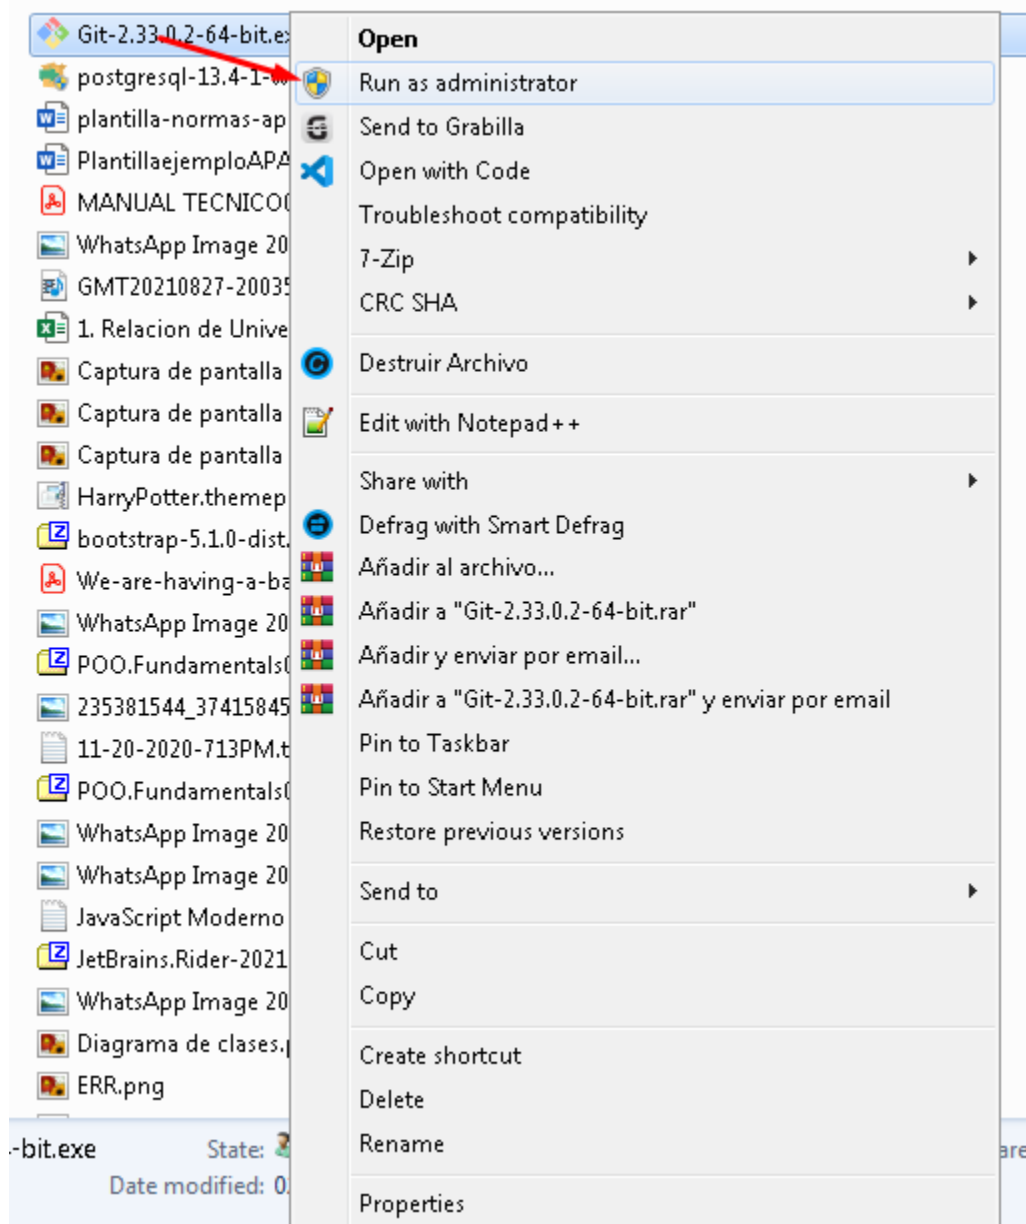 Git-2.33.0.2-64-bit.e
postgresql-13.4-1-w
plantilla-normas-ap
PlantillaejemploAPA
MANUAL TECNICO
WhatsApp Image 20
GMT20210827-20035
1. Relacion de Unive
Captura de pantalla
Captura de pantalla
Captura de pantalla
HarryPotter.themep
bootstrap-5.1.0-dist.
We-are-having-a-ba
WhatsApp Image 20
POO.Fundamentals
235381544_37415845
11-20-2020-713PM.t
POO.Fundamentals
WhatsApp Image 20
WhatsApp Image 20
JavaScript Moderno
JetBrains.Rider-2021
WhatsApp Image 20
Diagrama de clases.
ERR.png
-bit.exe
State:
Date modified: 0
Open
Run as administrator
Send to Grabilla
Open with Code
Troubleshoot compatibility
7-Zip
CRC SHA
Destruir Archivo
Edit with Notepad++
Share with
Defrag with Smart Defrag
Añadir al archivo...
Añadir a "Git-2.33.0.2-64-bit.rar"
Añadir y enviar por email...
Añadir a "Git-2.33.0.2-64-bit.rar" y enviar por email
Pin to Taskbar
Pin to Start Menu
Restore previous versions
Send to
Cut
Copy
Create shortcut
Delete
Rename
Properties
are